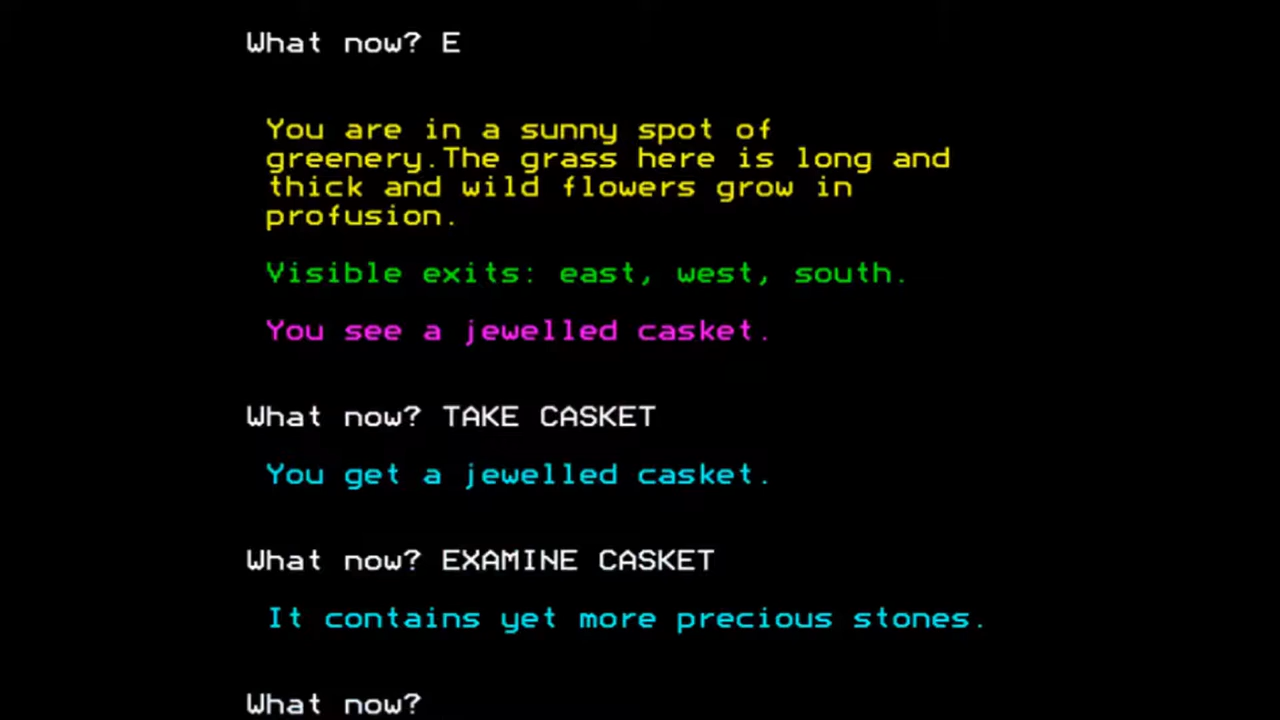 What now? E
You are in a sunny spot of
greenery.The grass here is long and
thick and wild flowers grow in
profusion.
Visible exits: east, west, south.
You see a jewelled casket.
What now? TAKE CASKET
You get a jewelled casket.
What now? EXAMINE CASKET
It contains yet more precious stones.
What now?